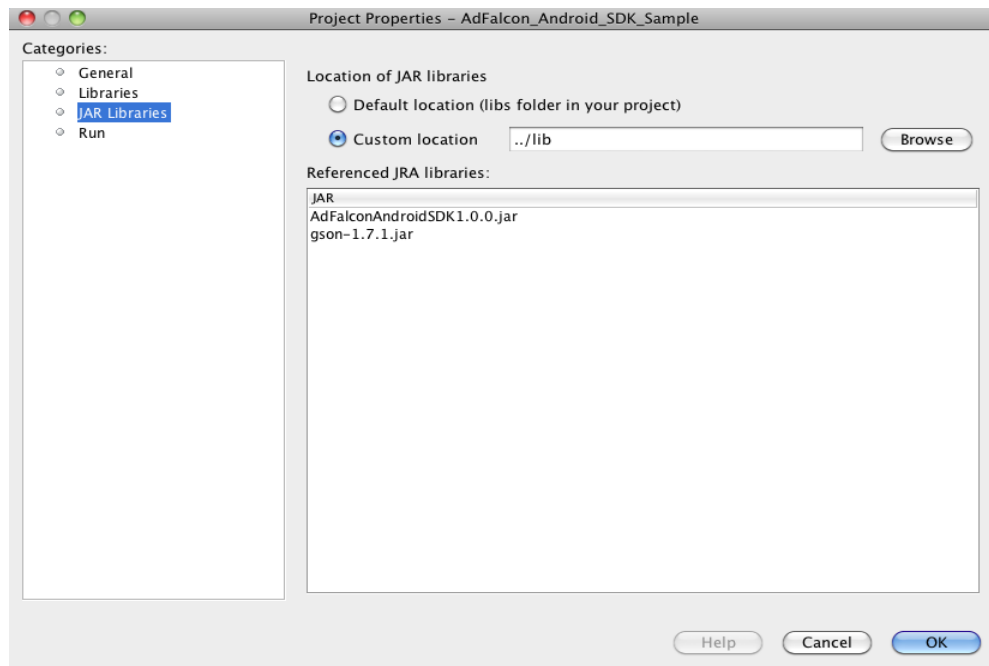 Project Properties – AdFalcon_Android_SDK_Sample
Categories:
General
Libraries
JAR Libraries
Run
Location of JAR libraries
Default location (libs folder in your project)
Custom location ../lib Browse
Referenced JRA libraries:
JAR
AdFalconAndroidSDK1.0.0.jar
gson-1.7.1.jar
Help Cancel OK